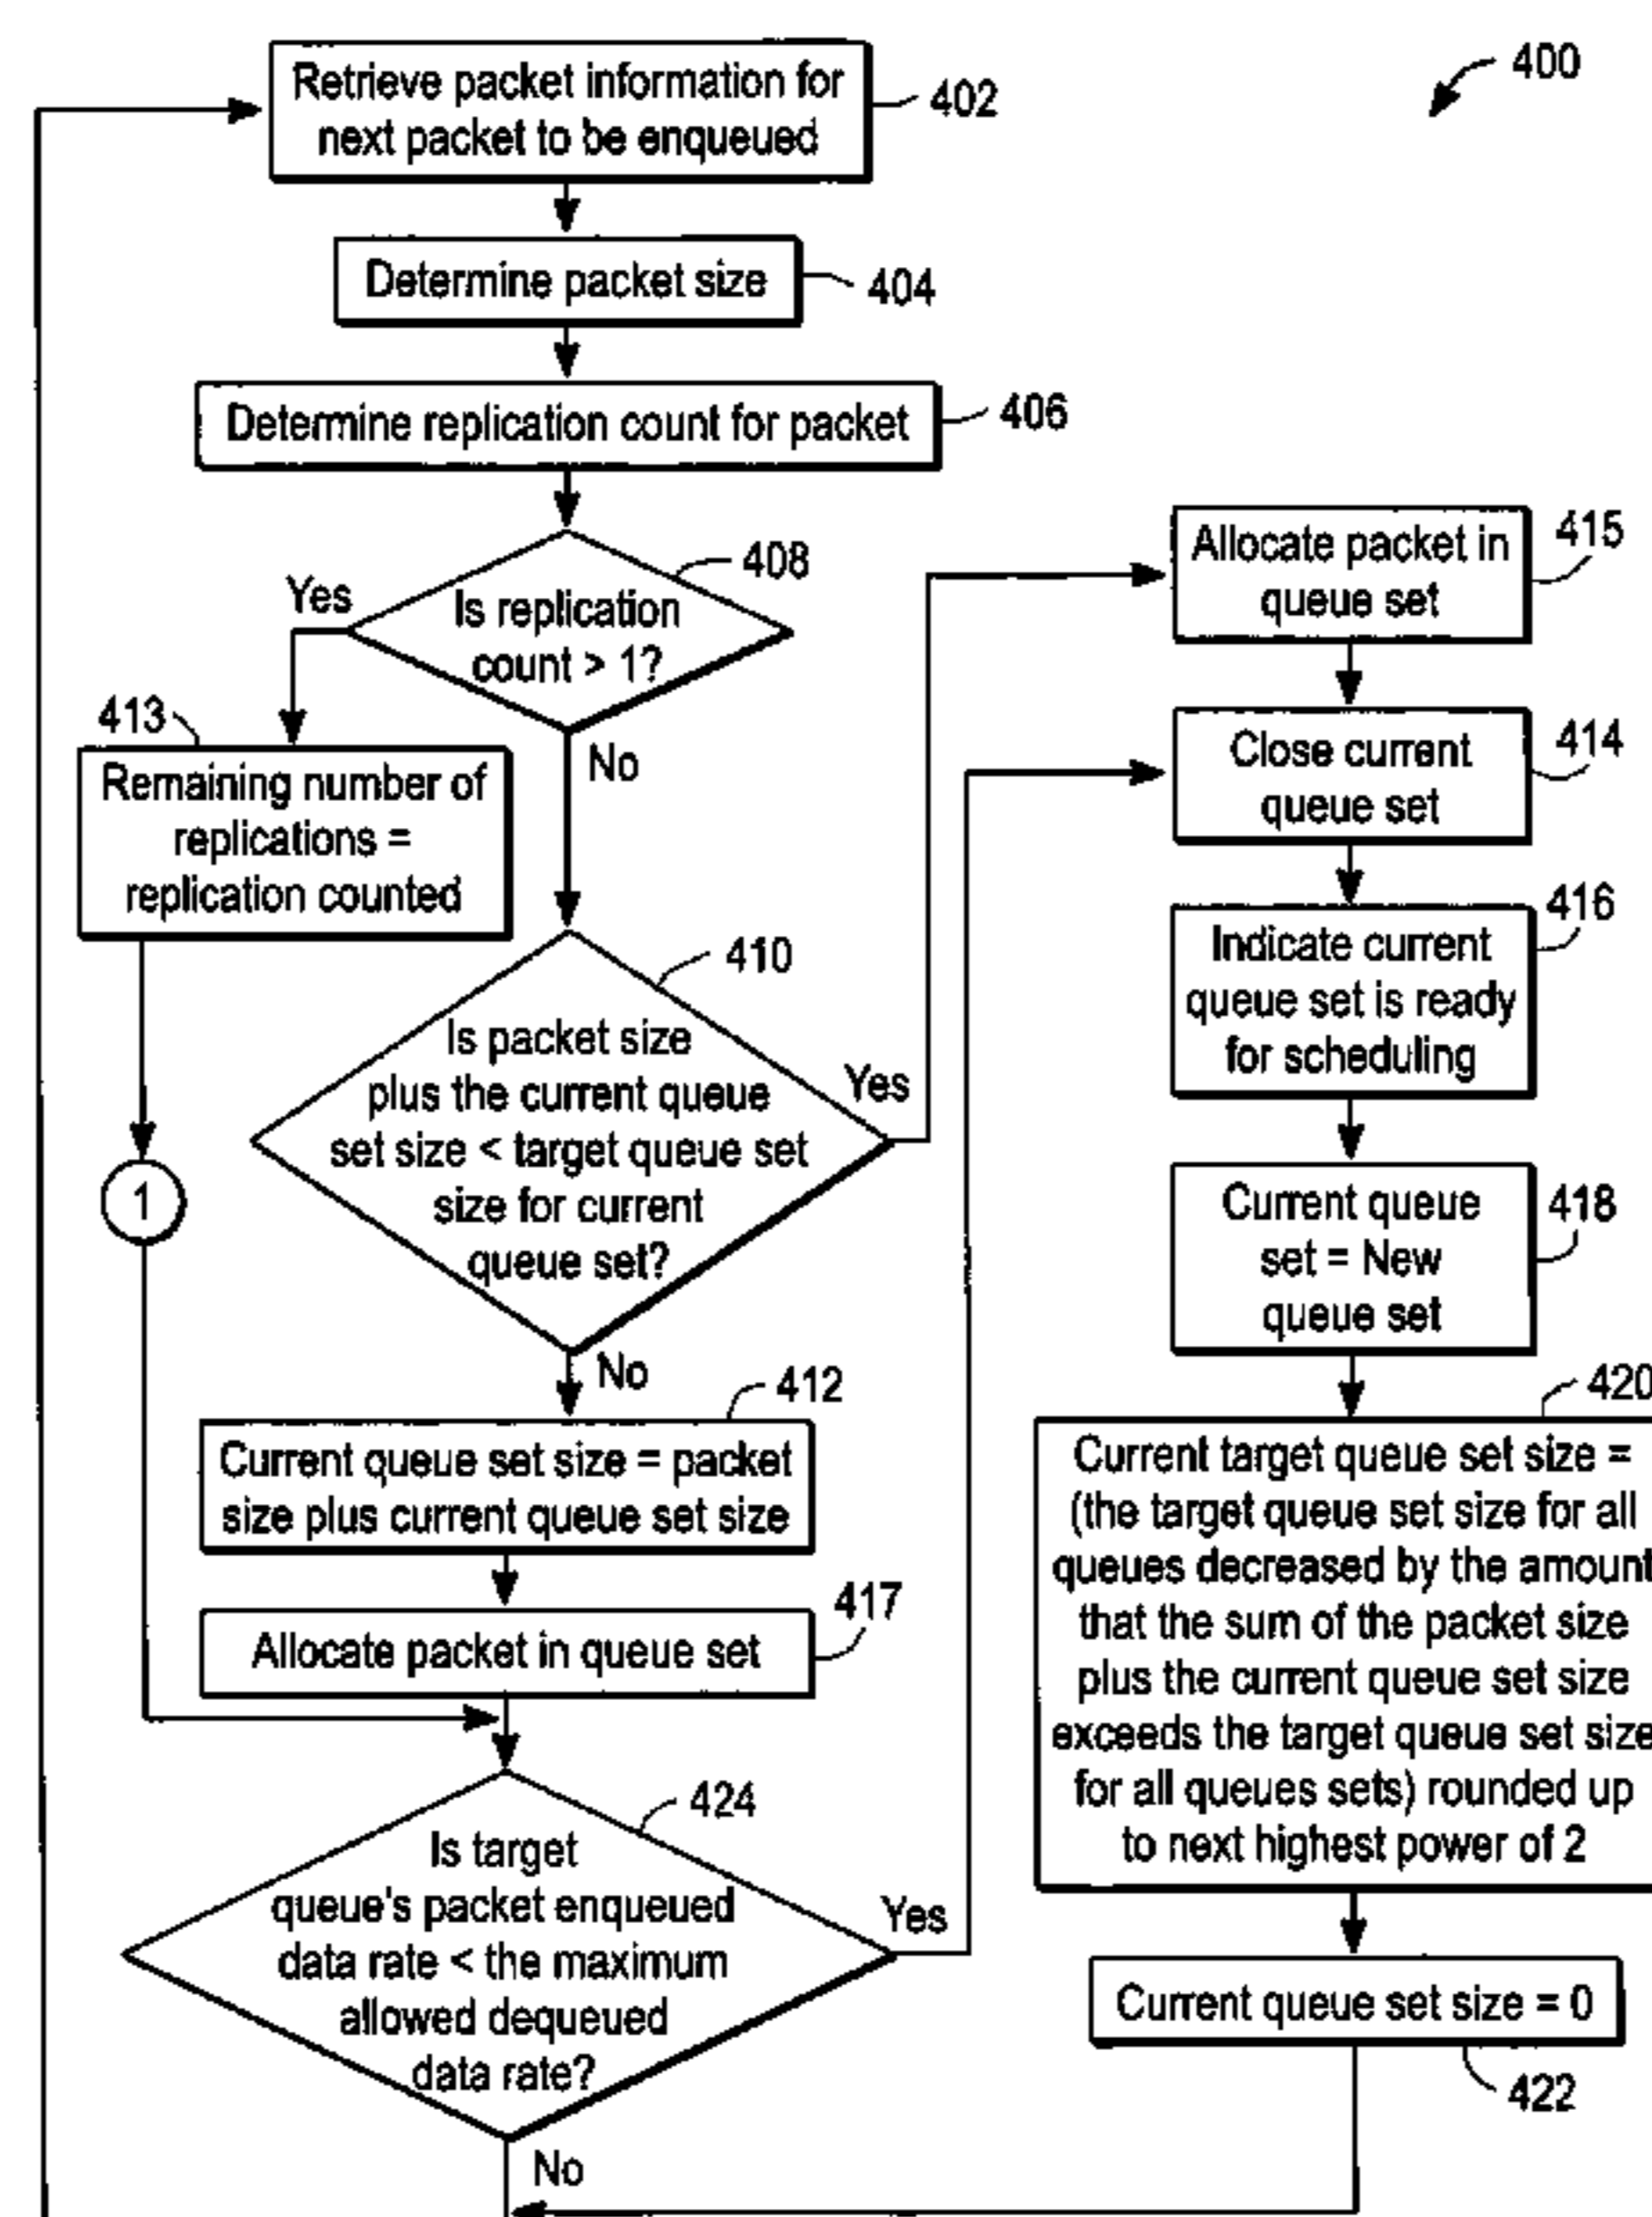 400
Retrieve packet information for
next packet to be enqueued
402
Determine packet size
404
Determine replication count for packet
406
408
Is replication
count > 1?
Yes
No
413
Remaining number of
replications =
replication counted
1
410
Is packet size
plus the current queue
set size < target queue set
size for current
queue set?
Yes
No
412
Current queue set size = packet
size plus current queue set size
417
Allocate packet in queue set
424
Is target
queue's packet enqueued
data rate < the maximum
allowed dequeued
data rate?
Yes
No
Allocate packet in
queue set
415
Close current
queue set
414
Indicate current
queue set is ready
for scheduling
416
Current queue
set = New
queue set
418
420
Current target queue set size =
(the target queue set size for all
queues decreased by the amount
that the sum of the packet size
plus the current queue set size
exceeds the target queue set size
for all queues sets) rounded up
to next highest power of 2
Current queue set size = 0
422